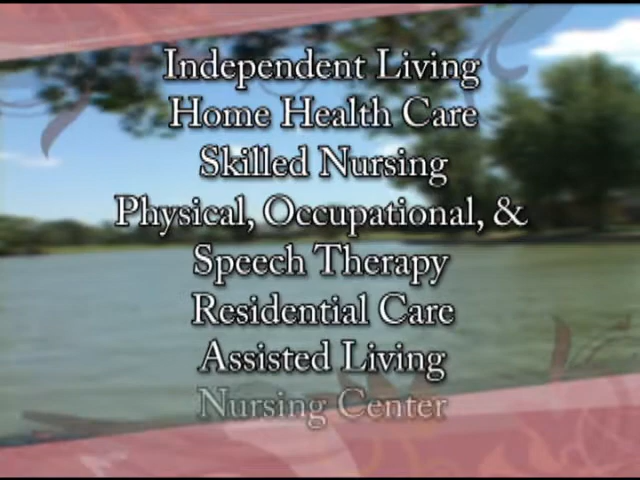 Independent Living
Home Health Care
Skilled Nursing
Physical, Occupational, &
Speech Therapy
Residential Care
Assisted Living
Nursing Center